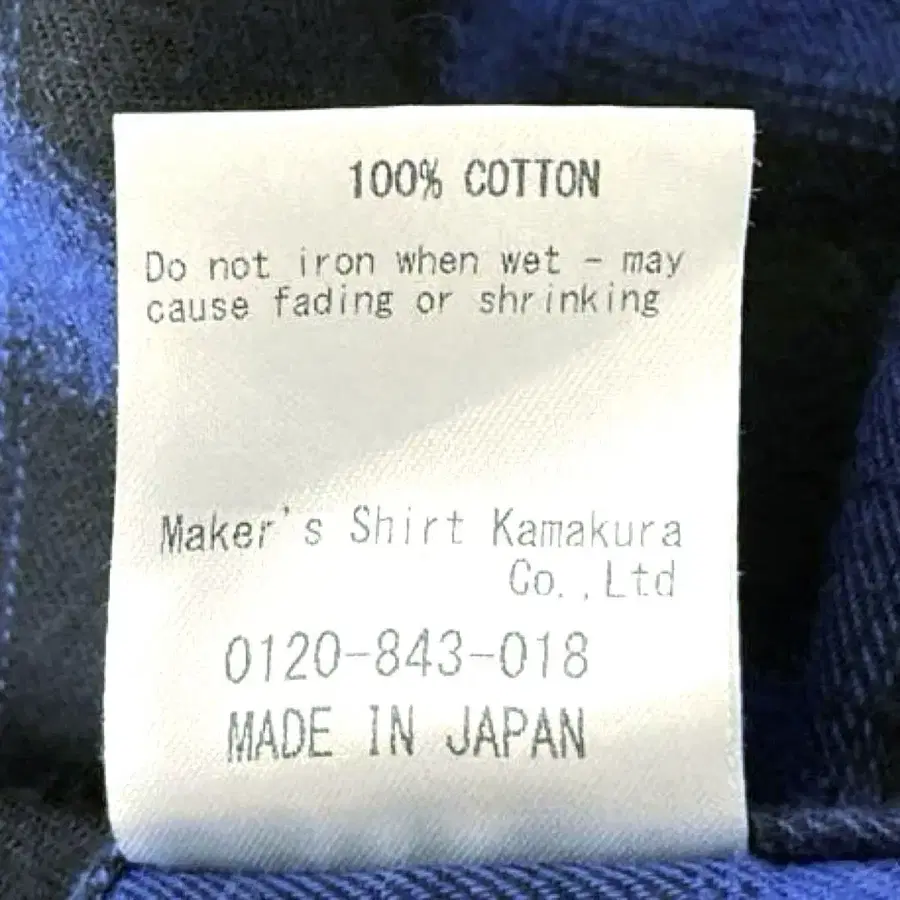 100% COTTON
Do not iron when wet - may
cause fading or shrinking
Maker's Shirt Kamakura
Co.,Ltd
0120-843-018
MADE IN JAPAN